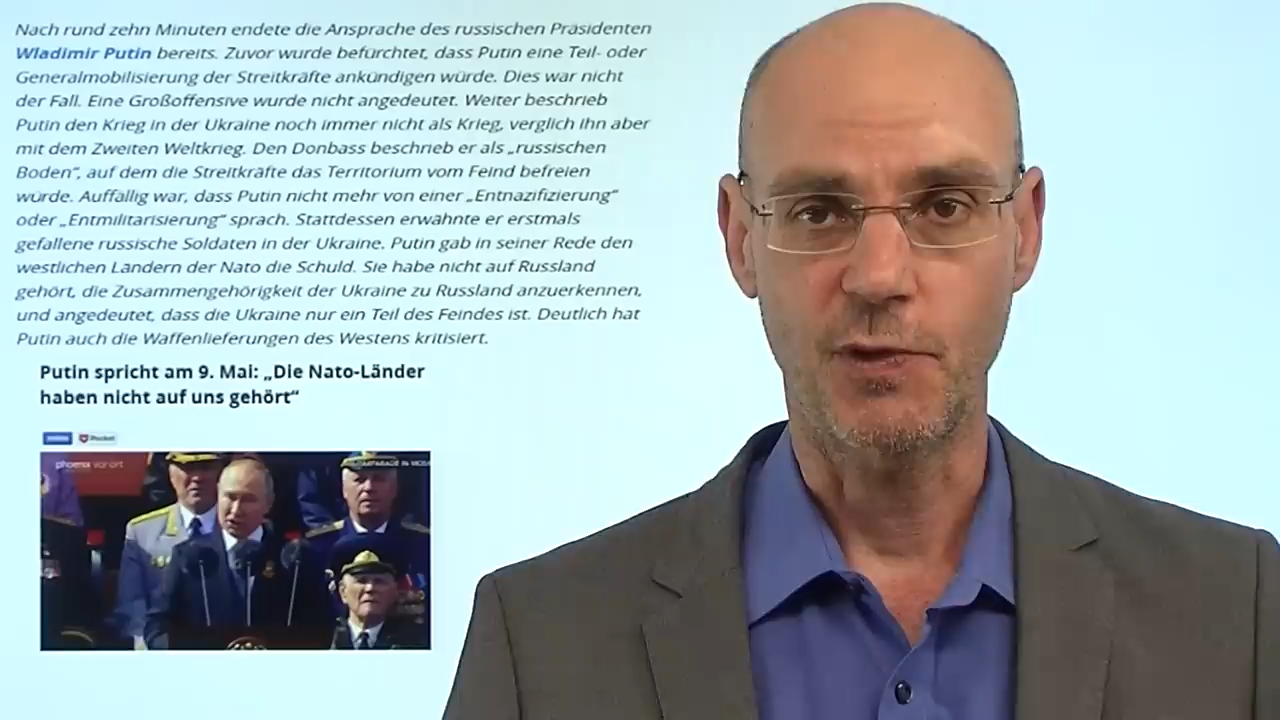 Nach rund zehn Minuten endete die Ansprache des russischen Präsidenten
Wladimir Putin bereits. Zuvor wurde befürchtet, dass Putin eine Teil- oder
Generalmobilisierung der Streitkräfte ankündigen würde. Dies war nicht
der Fall. Eine Großoffensive wurde nicht angedeutet. Weiter beschrieb
Putin den Krieg in der Ukraine noch immer nicht als Krieg, verglich ihn aber
mit dem Zweiten Weltkrieg. Den Donbass beschrieb er als „russischen
Boden“, auf dem die Streitkräfte das Territorium vom Feind befreien
würde. Auffällig war, dass Putin nicht mehr von einer „Entnazifizierung“
oder „Entmilitarisierung“ sprach. Stattdessen erwähnte er erstmals
gefallene russische Soldaten in der Ukraine. Putin gab in seiner Rede den
westlichen Ländern der Nato die Schuld. Sie habe nicht auf Russland
gehört, die Zusammengehörigkeit der Ukraine zu Russland anzuerkennen,
und angedeutet, dass die Ukraine nur ein Teil des Feindes ist. Deutlich hat
Putin auch die Waffenlieferungen des Westens kritisiert.
Putin spricht am 9. Mai: „Die Nato-Länder
haben nicht auf uns gehört“
Pocket
phoenix vor ort
MILITÄRPARADE IN